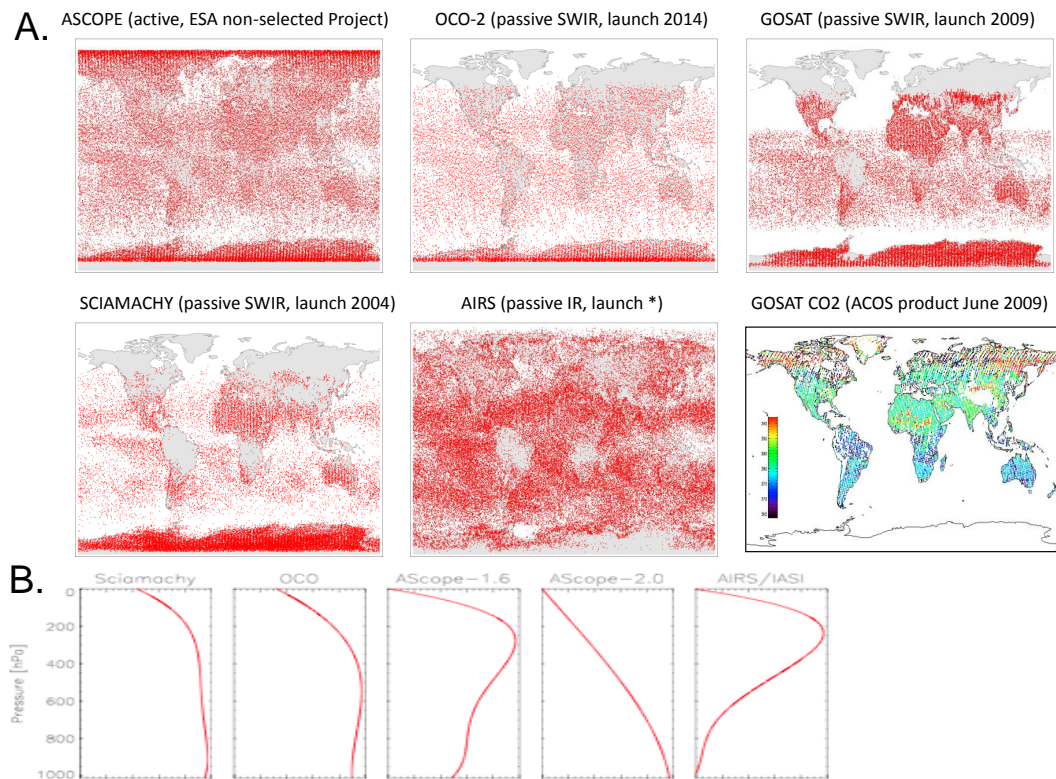 A.
ASCOPE (active, ESA non-selected Project)
OCO-2 (passive SWIR, launch 2014)
GOSAT (passive SWIR, launch 2009)
SCIAMACHY (passive SWIR, launch 2004)
AIRS (passive IR, launch *)
GOSAT CO2 (ACOS product June 2009)
B.
Sciamachy
OCO
AScope-1.6
AScope-2.0
AIRS/IASI
Pressure [hPa]
0
200
400
600
800
1000